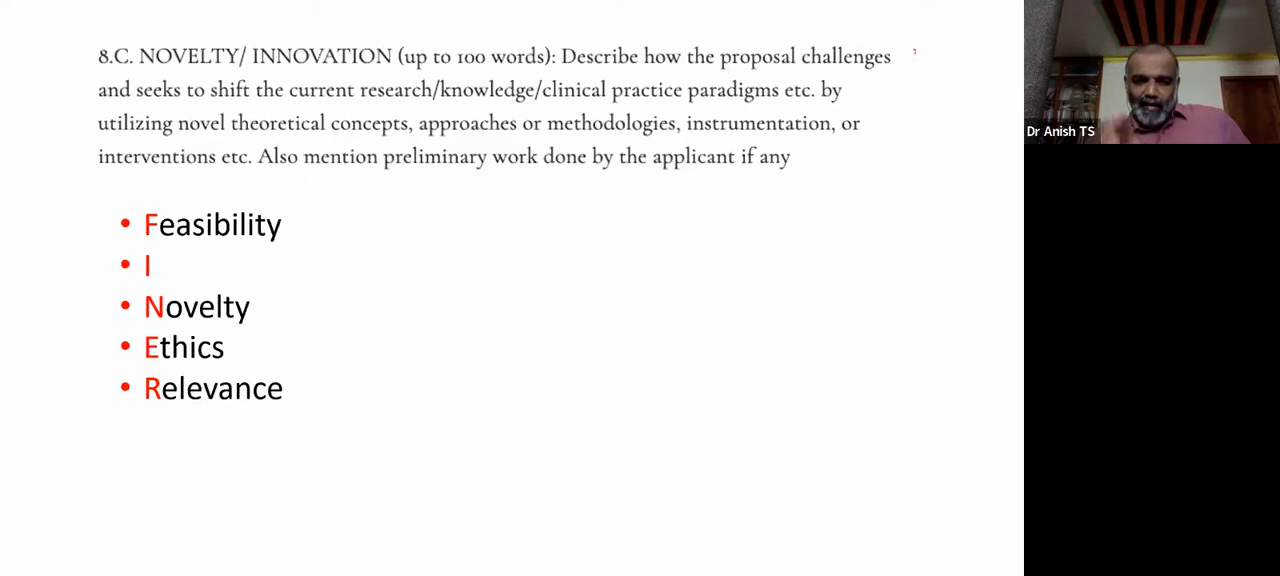 8.C. NOVELTY/ INNOVATION (up to 100 words): Describe how the proposal challenges
and seeks to shift the current research/knowledge/clinical practice paradigms etc. by
utilizing novel theoretical concepts, approaches or methodologies, instrumentation, or
interventions etc. Also mention preliminary work done by the applicant if any
• Feasibility
• I
• Novelty
• Ethics
• Relevance
Dr Anish TS